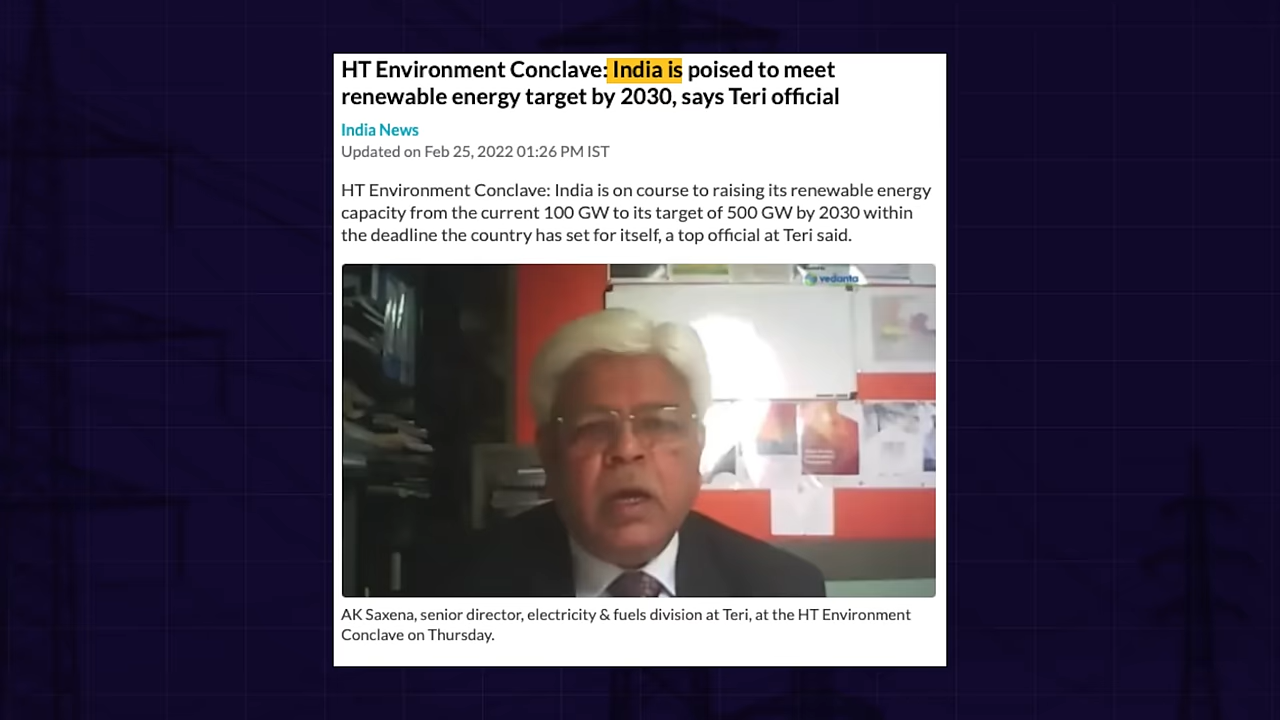 HT Environment Conclave: India is poised to meet
renewable energy target by 2030, says Teri official
India News
Updated on Feb 25, 2022 01:26 PM IST
HT Environment Conclave: India is on course to raising its renewable energy
capacity from the current 100 GW to its target of 500 GW by 2030 within
the deadline the country has set for itself, a top official at Teri said.
vedanta
AK Saxena, senior director, electricity & fuels division at Teri, at the HT Environment
Conclave on Thursday.